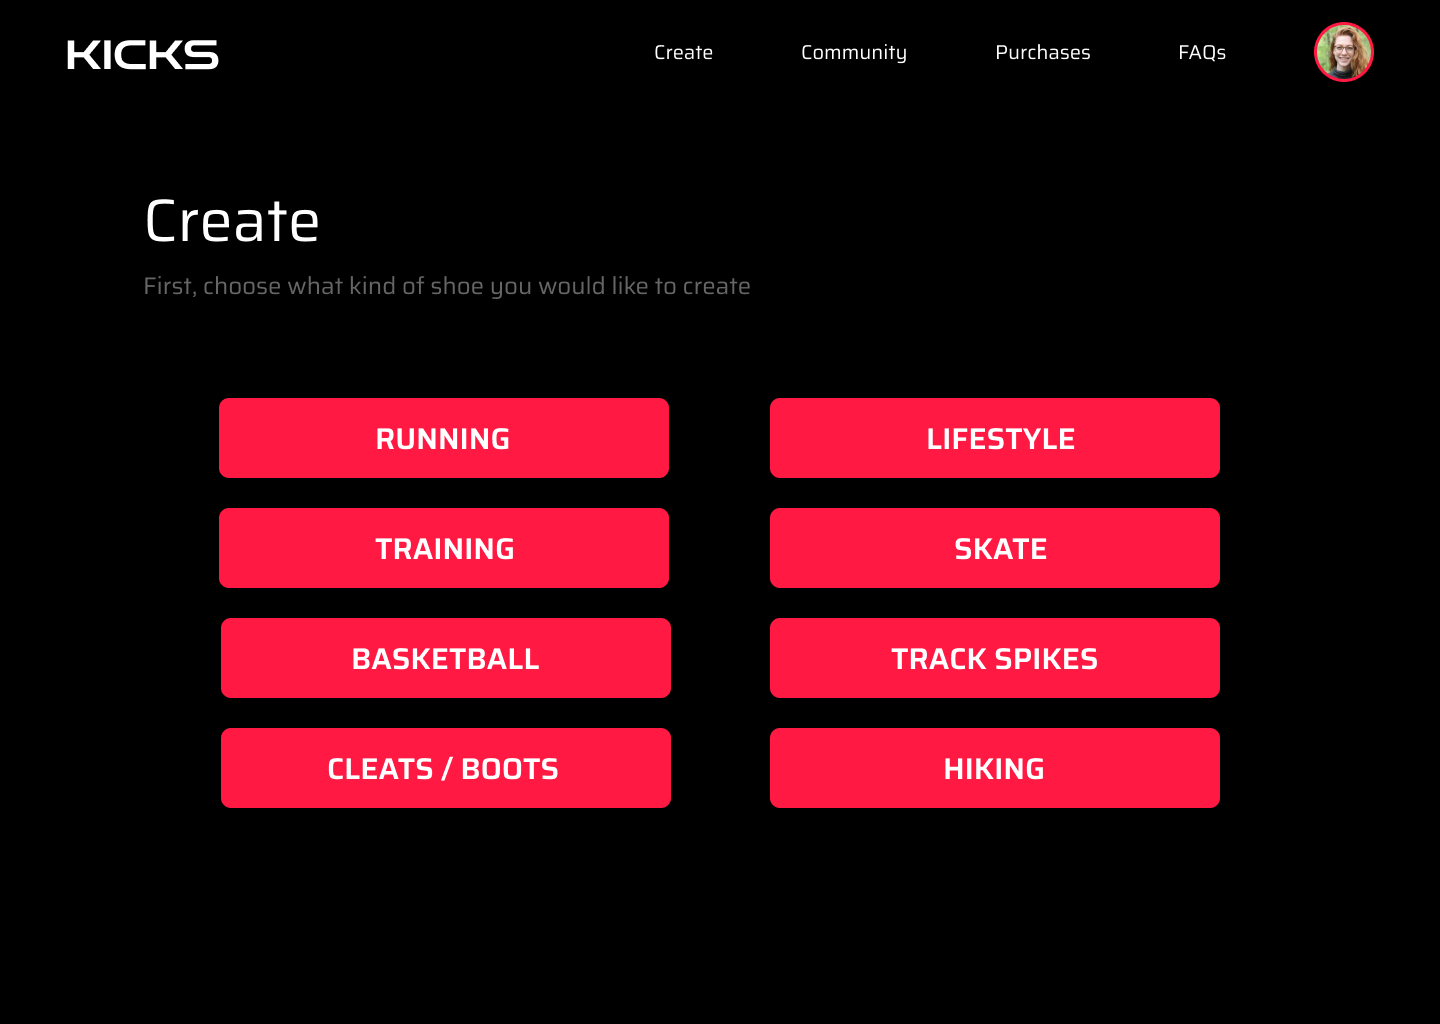 KICKS
Create
Community
Purchases
FAQs
Create
First, choose what kind of shoe you would like to create
RUNNING
LIFESTYLE
TRAINING
SKATE
BASKETBALL
TRACK SPIKES
CLEATS / BOOTS
HIKING